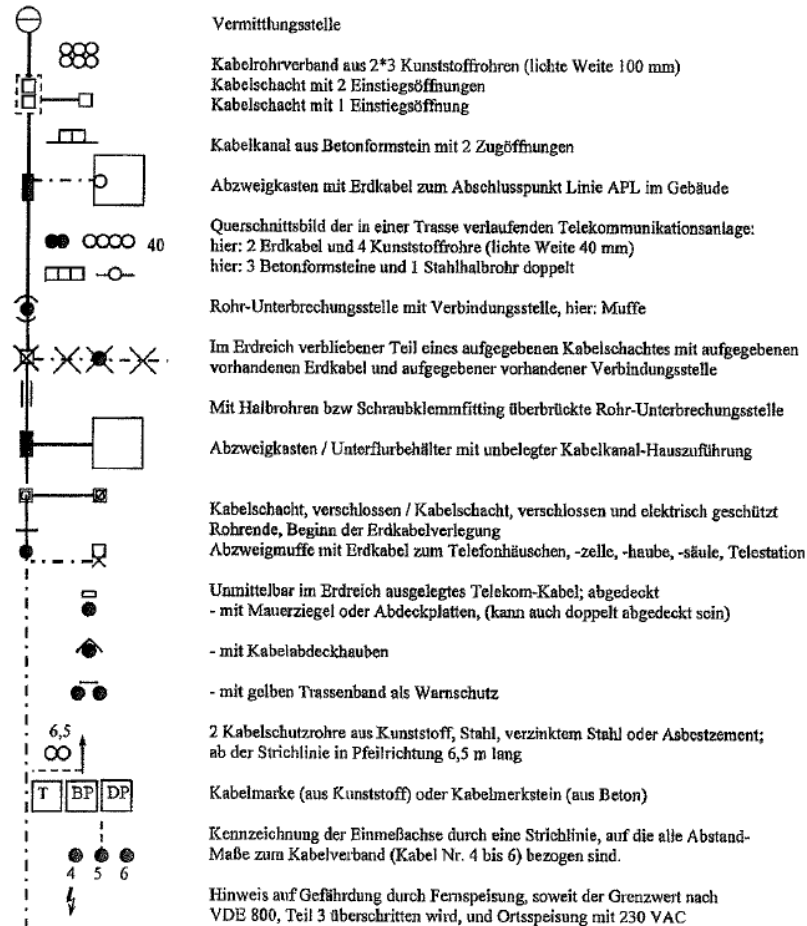 Vermittlungsstelle
Kabelrohrverband aus 2*3 Kunststoffrohren (lichte Weite 100 mm)
Kabelschacht mit 2 Einstiegsöffnungen
Kabelschacht mit 1 Einstiegsöffnung
Kabelkanal aus Betonformstein mit 2 Zugöffnungen
Abzweigkasten mit Erdkabel zum Abschlusspunkt Linie APL im Gebäude
Querschnittsbild der in einer Trasse verlaufenden Telekommunikationsanlage:
40 hier: 2 Erdkabel und 4 Kunststoffrohre (lichte Weite 40 mm)
hier: 3 Betonformsteine und 1 Stahlhalbrohr doppelt
Rohr-Unterbrechungsstelle mit Verbindungsstelle, hier: Muffe
Im Erdreich verbliebener Teil eines aufgegebenen Kabelschachtes mit aufgegebenen
vorhandenen Erdkabel und aufgegebener vorhandener Verbindungsstelle
Mit Halbrohren bzw Schraubklemmfitting überbrückte Rohr-Unterbrechungsstelle
Abzweigkasten / Unterflurbehälter mit unbelegter Kabelkanal-Hauszuführung
Kabelschacht, verschlossen / Kabelschacht, verschlossen und elektrisch geschützt
Rohrende, Beginn der Erdkabelverlegung
Abzweigmuffe mit Erdkabel zum Telefonhäuschen, -zelle, -haube, -säule, Telestation
Unmittelbar im Erdreich ausgelegtes Telekom-Kabel; abgedeckt
- mit Mauerziegel oder Abdeckplatten, (kann auch doppelt abgedeckt sein)
- mit Kabelabdeckhauben
- mit gelben Trassenband als Warnschutz
6,5 2 Kabelschutzrohre aus Kunststoff, Stahl, verzinktem Stahl oder Asbestzement;
ab der Strichlinie in Pfeilrichtung 6,5 m lang
T BP DP Kabelmarke (aus Kunststoff) oder Kabelmerkstein (aus Beton)
Kennzeichnung der Einmeßachse durch eine Strichlinie, auf die alle Abstand-
Maße zum Kabelverband (Kabel Nr. 4 bis 6) bezogen sind.
4 5 6
Hinweis auf Gefährdung durch Fernspeisung, soweit der Grenzwert nach
VDE 800, Teil 3 überschritten wird, und Ortsspeisung mit 230 VAC